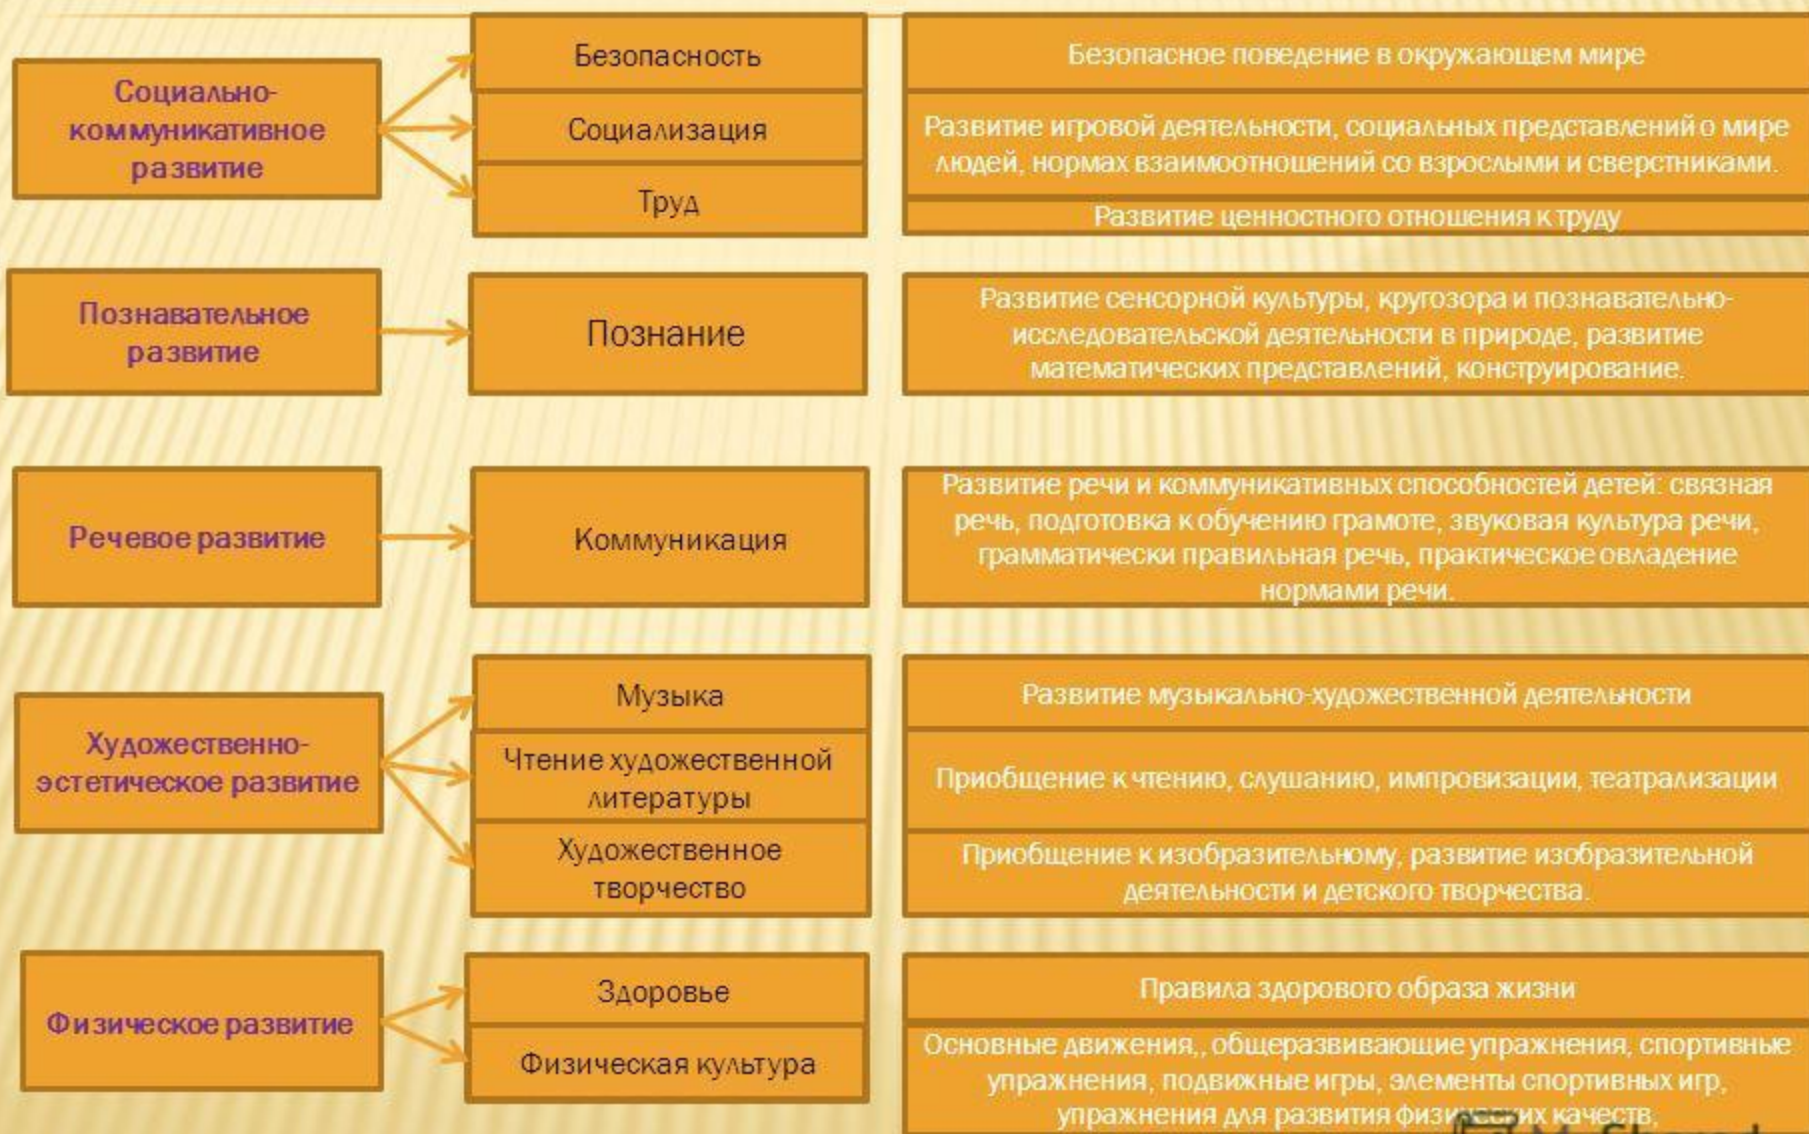 Социально-
коммуникативное
развитие
Безопасность
Социализация
Труд
Безопасное поведение в окружающем мире
Развитие игровой деятельности, социальных представлений о мире
людей, нормах взаимоотношений со взрослыми и сверстниками.
Развитие ценностного отношения к труду
Познавательное
развитие
Познание
Развитие сенсорной культуры, кругозора и познавательно-
исследовательской деятельности в природе, развитие
математических представлений, конструирование.
Речевое развитие
Коммуникация
Развитие речи и коммуникативных способностей детей: связная
речь, подготовка к обучению грамоте, звуковая культура речи,
грамматически правильная речь, практическое овладение
нормами речи.
Художественно-
эстетическое развитие
Музыка
Чтение художественной
литературы
Художественное
творчество
Развитие музыкально-художественной деятельности
Приобщение к чтению, слушанию, импровизации, театрализации
Приобщение к изобразительному, развитие изобразительной
деятельности и детского творчества.
Физическое развитие
Здоровье
Физическая культура
Правила здорового образа жизни
Основные движения,, общеразвивающие упражнения, спортивные
упражнения, подвижные игры, элементы спортивных игр,
упражнения для развития физических качеств,